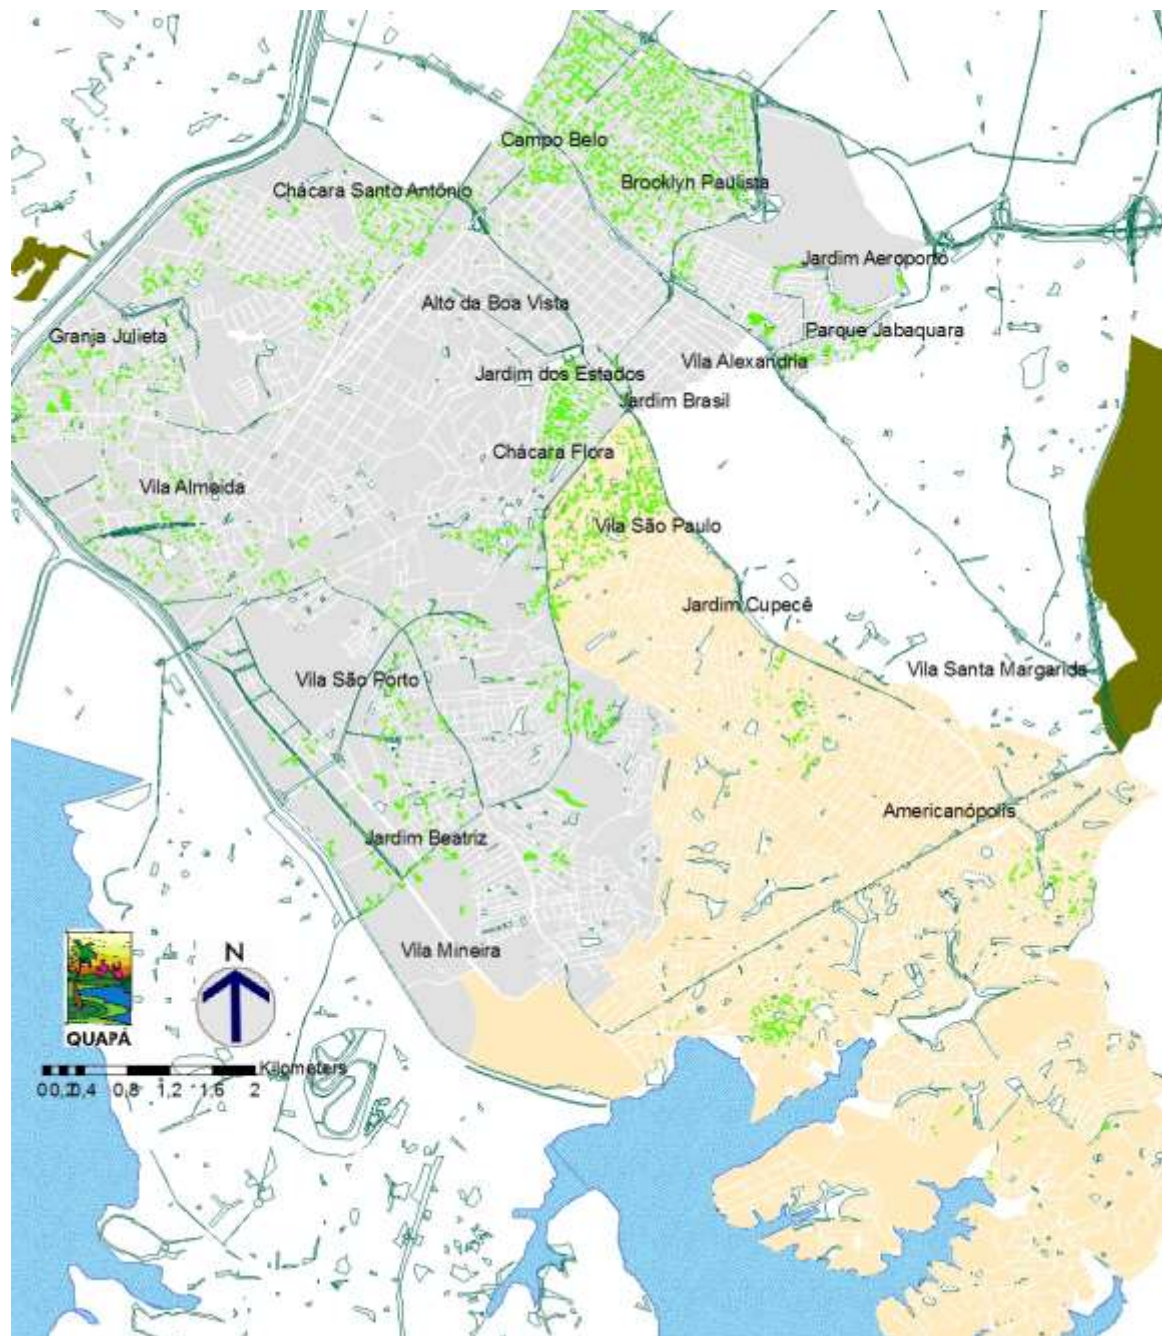 Campo Belo
Brooklyn Paulista
Chácara Santo Antônio
Jardim Aeroporto
Alto da Boa Vista
Granja Julieta
Parque Jabaquara
Vila Alexandria
Jardim dos Estados
Jardim Brasil
Chácara Flora
Vila Almeida
Vila São Paulo
Jardim Cupecê
Vila Santa Margarida
Vila São Porto
Americanópolis
Jardim Beatriz
Vila Mineira
N
QUAPÁ
Kilometers
0,4 0,8 1,2 1,6 2